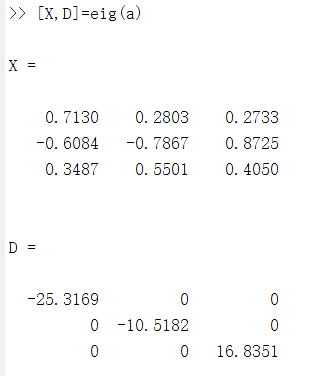 >> [X,D]=eig(a)
X =
0.7130 0.2803 0.2733
-0.6084 -0.7867 0.8725
0.3487 0.5501 0.4050
D =
-25.3169 0 0
0 -10.5182 0
0 0 16.8351